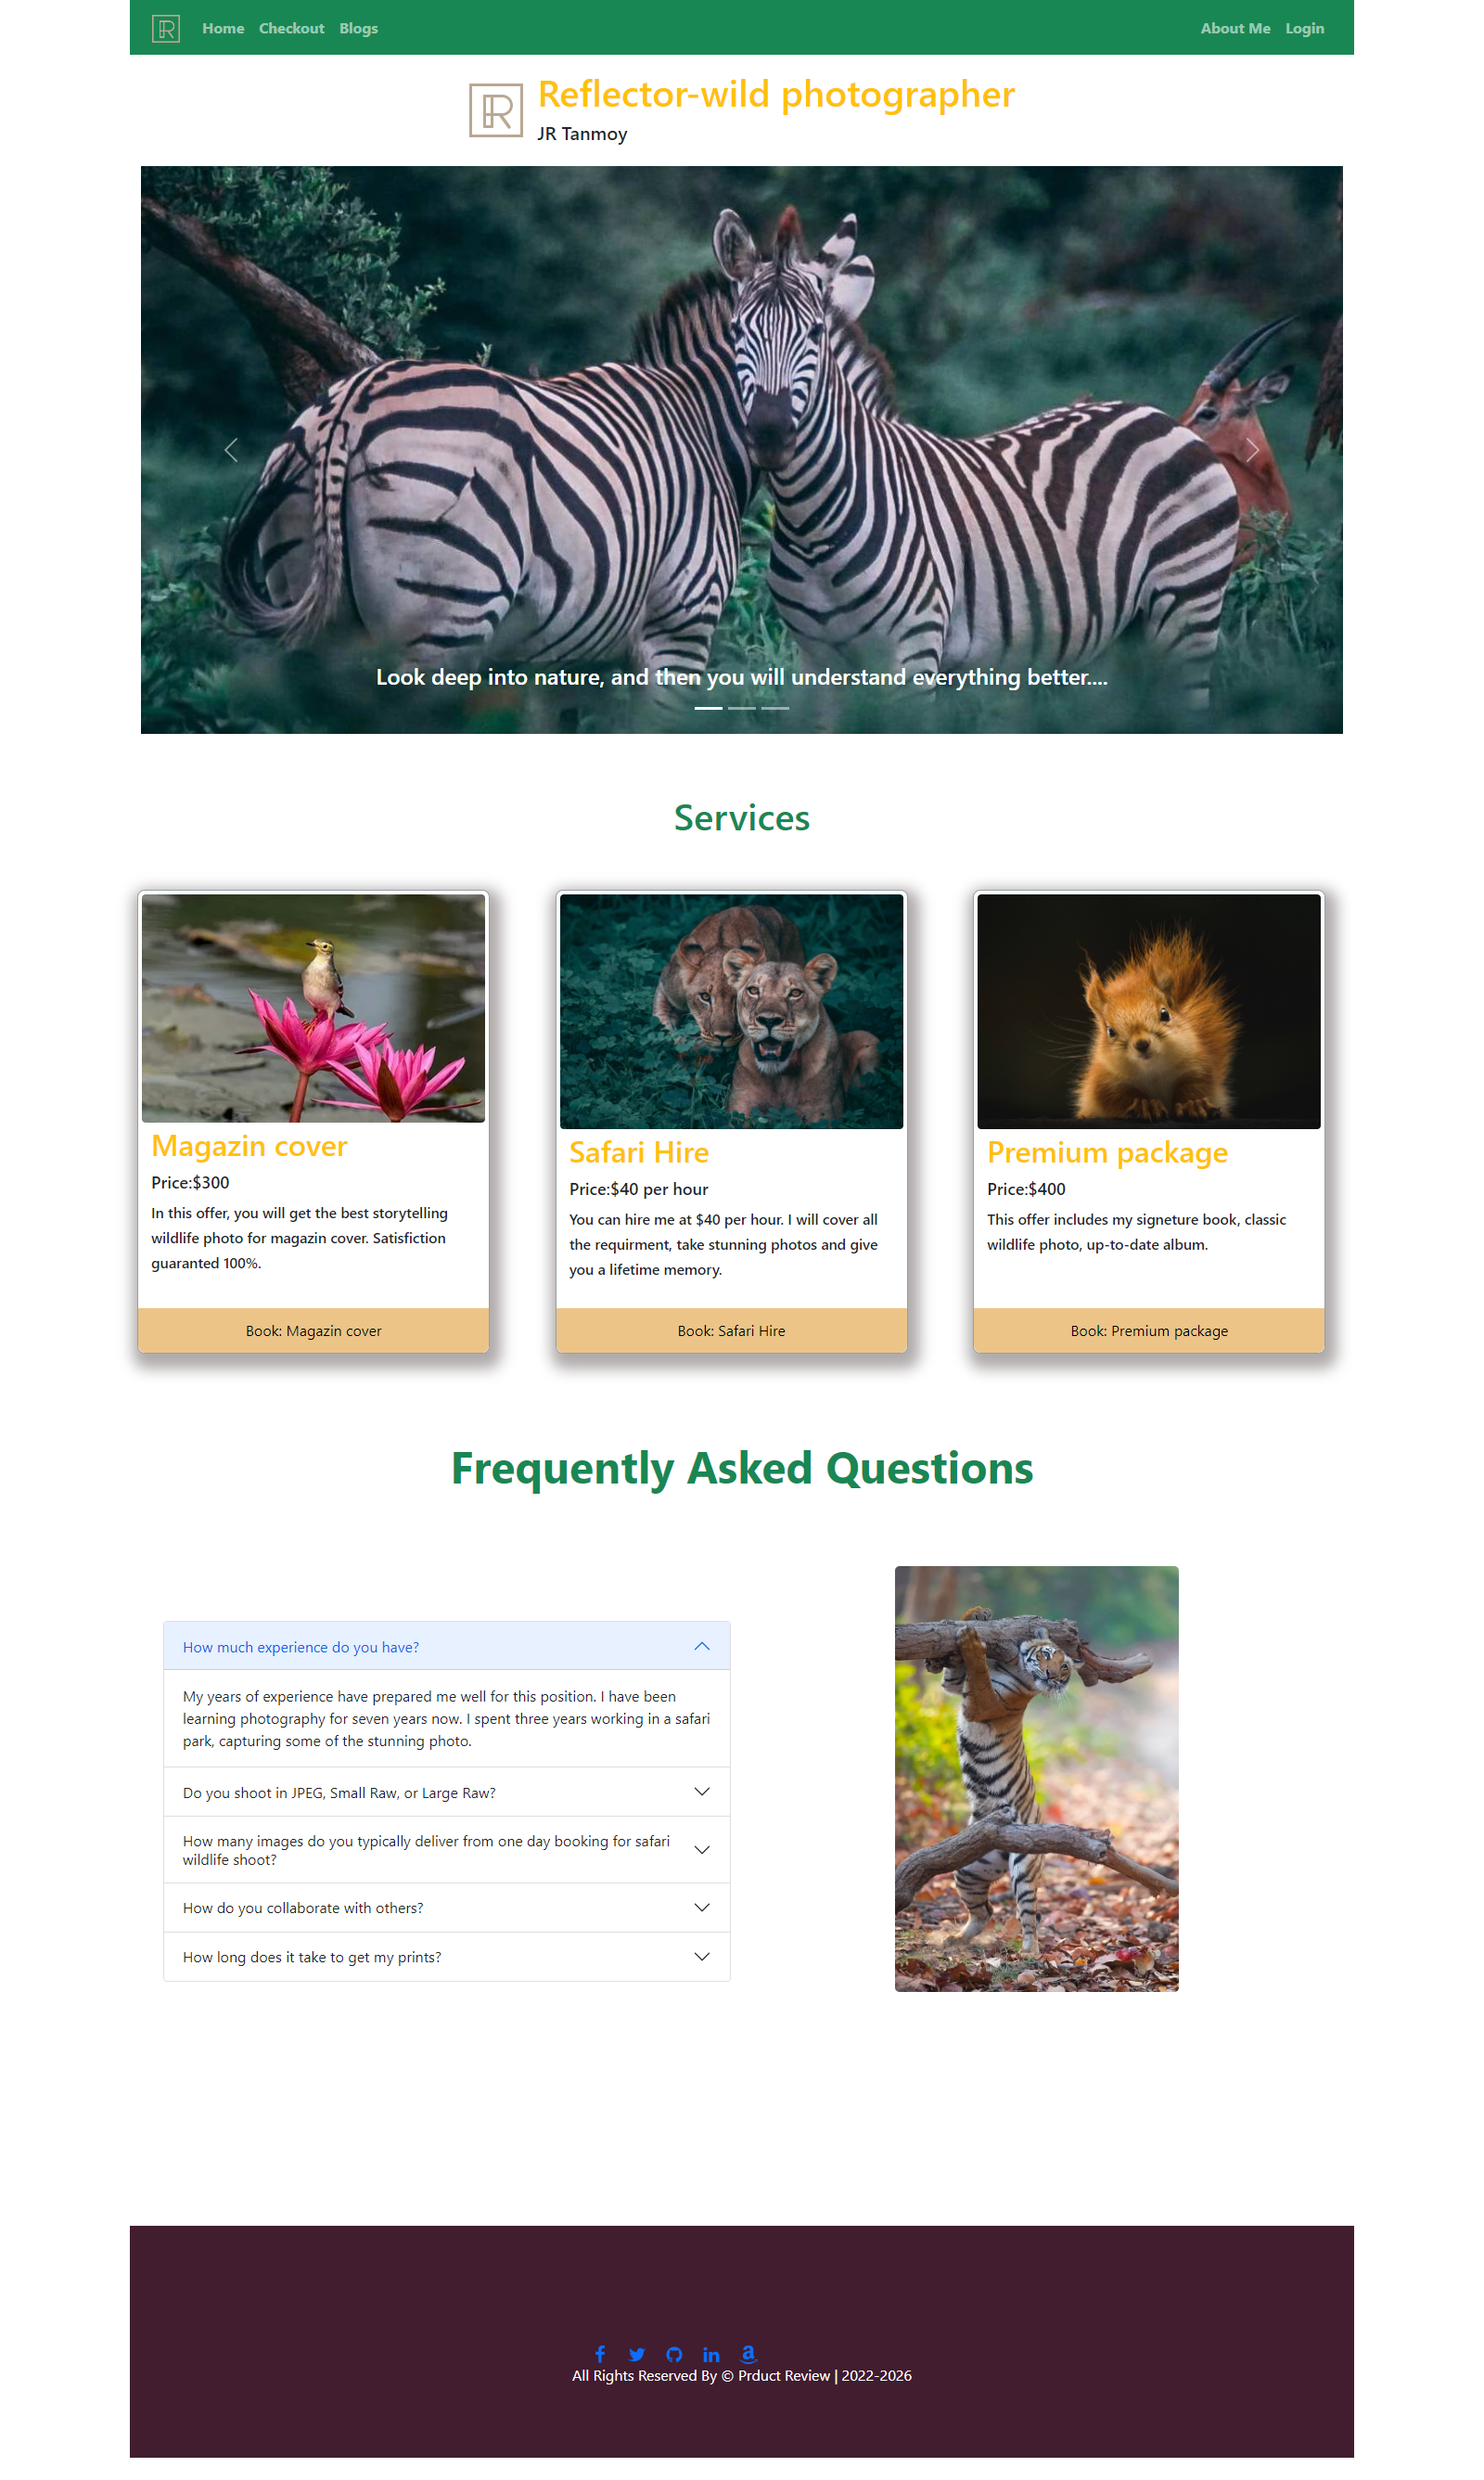 Home Checkout Blogs About Me Login
Reflector-wild photographer
JR Tanmoy
Look deep into nature, and then you will understand everything better....
Services
Magazin cover
Price:$300
In this offer, you will get the best storytelling
wildlife photo for magazin cover. Satisfiction
guaranted 100%.
Book: Magazin cover
Safari Hire
Price:$40 per hour
You can hire me at $40 per hour. I will cover all
the requirment, take stunning photos and give
you a lifetime memory.
Book: Safari Hire
Premium package
Price:$400
This offer includes my signeture book, classic
wildlife photo, up-to-date album.
Book: Premium package
Frequently Asked Questions
How much experience do you have?
My years of experience have prepared me well for this position. I have been
learning photography for seven years now. I spent three years working in a safari
park, capturing some of the stunning photo.
Do you shoot in JPEG, Small Raw, or Large Raw?
How many images do you typically deliver from one day booking for safari
wildlife shoot?
How do you collaborate with others?
How long does it take to get my prints?
All Rights Reserved By © Prduct Review | 2022-2026